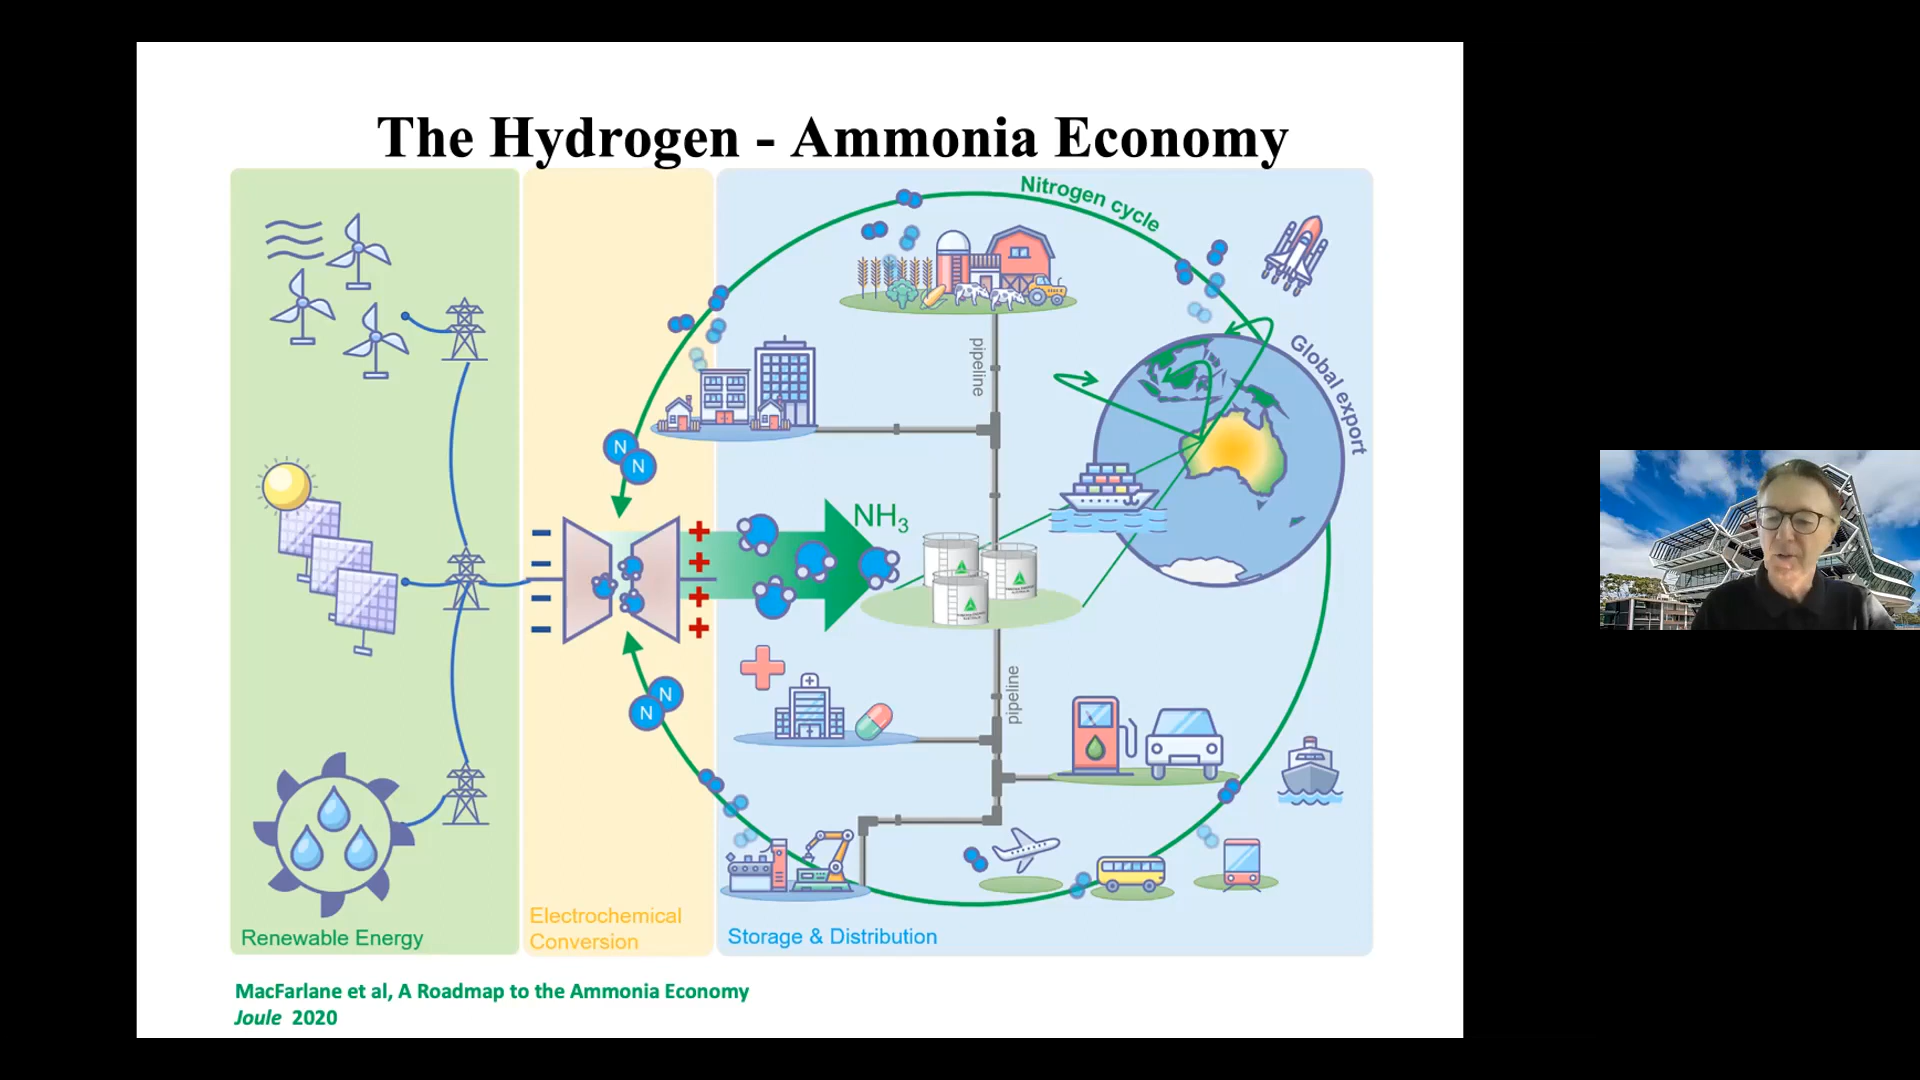 The Hydrogen - Ammonia Economy
Nitrogen cycle
Global export
pipeline
N
N
NH3
pipeline
N
N
Renewable Energy
Electrochemical
Conversion
Storage & Distribution
MacFarlane et al, A Roadmap to the Ammonia Economy
Joule 2020